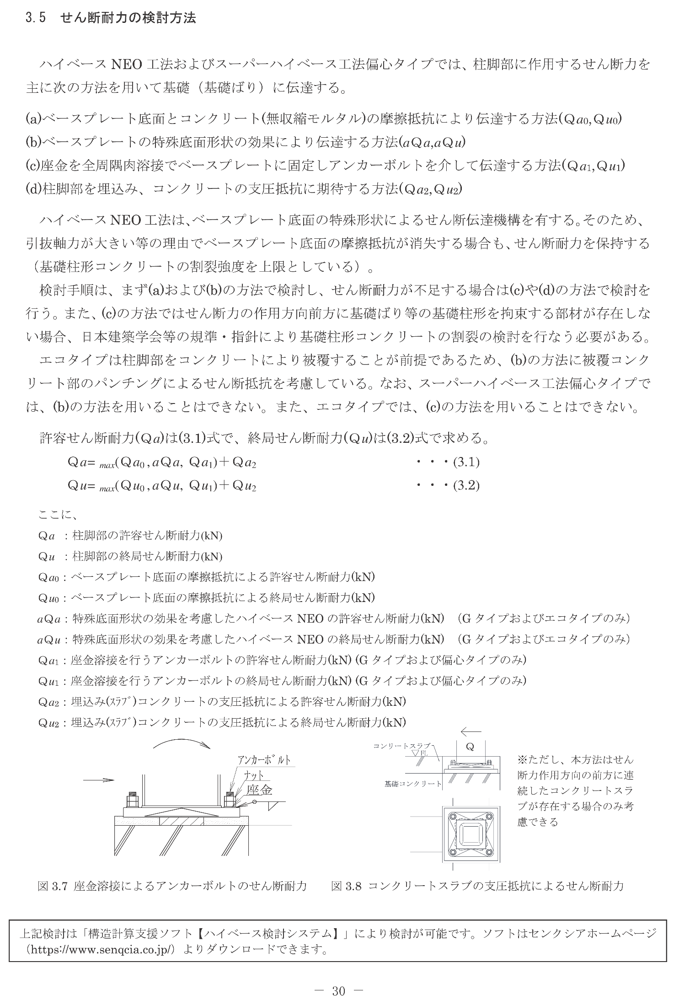 3.5 せん断耐力の検討方法
ハイベース NEO 工法およびスーパーハイベース工法偏心タイプでは、柱脚部に作用するせん断力を
主に次の方法を用いて基礎（基礎ばり）に伝達する。
(a)ベースプレート底面とコンクリート(無収縮モルタル)の摩擦抵抗により伝達する方法(Ｑa0,Ｑu0)
(b)ベースプレートの特殊底面形状の効果により伝達する方法(aＱa,aＱu)
(c)座金を全周隅肉溶接でベースプレートに固定しアンカーボルトを介して伝達する方法(Ｑa1,Ｑu1)
(d)柱脚部を埋込み、コンクリートの支圧抵抗に期待する方法(Ｑa2,Ｑu2)
ハイベース NEO 工法は、ベースプレート底面の特殊形状によるせん断伝達機構を有する。そのため、
引抜軸力が大きい等の理由でベースプレート底面の摩擦抵抗が消失する場合も、せん断耐力を保持する
（基礎柱形コンクリートの割裂強度を上限としている）。
検討手順は、まず(a)および(b)の方法で検討し、せん断耐力が不足する場合は(c)や(d)の方法で検討を
行う。また、(c)の方法ではせん断力の作用方向前方に基礎ばり等の基礎柱形を拘束する部材が存在しな
い場合、日本建築学会等の規準・指針により基礎柱形コンクリートの割裂の検討を行なう必要がある。
エコタイプは柱脚部をコンクリートにより被覆することが前提であるため、(b)の方法に被覆コンク
リート部のパンチングによるせん断抵抗を考慮している。なお、スーパーハイベース工法偏心タイプで
は、(b)の方法を用いることはできない。また、エコタイプでは、(c)の方法を用いることはできない。
許容せん断耐力(Ｑa)は(3.1)式で、終局せん断耐力(Ｑu)は(3.2)式で求める。
Ｑa= max(Ｑa0 , aＱa, Ｑa1)＋Ｑa2 ・・・(3.1)
Ｑu= max(Ｑu0 , aＱu, Ｑu1)＋Ｑu2 ・・・(3.2)
ここに、
Ｑa ：柱脚部の許容せん断耐力(kN)
Ｑu ：柱脚部の終局せん断耐力(kN)
Ｑa0：ベースプレート底面の摩擦抵抗による許容せん断耐力(kN)
Ｑu0：ベースプレート底面の摩擦抵抗による終局せん断耐力(kN)
aＱa：特殊底面形状の効果を考慮したハイベース NEO の許容せん断耐力(kN) （G タイプおよびエコタイプのみ）
aＱu：特殊底面形状の効果を考慮したハイベース NEO の終局せん断耐力(kN) （G タイプおよびエコタイプのみ）
Ｑa1：座金溶接を行うアンカーボルトの許容せん断耐力(kN) (G タイプおよび偏心タイプのみ)
Ｑu1：座金溶接を行うアンカーボルトの終局せん断耐力(kN) (G タイプおよび偏心タイプのみ)
Ｑa2：埋込み(ｽﾗﾌﾞ)コンクリートの支圧抵抗による許容せん断耐力(kN)
Ｑu2：埋込み(ｽﾗﾌﾞ)コンクリートの支圧抵抗による終局せん断耐力(kN)
アンカーボルト
ナット
座金
コンリートスラブ
FL
Q
基礎コンクリート
※ただし、本方法はせん
断力作用方向の前方に連
続したコンクリートスラ
ブが存在する場合のみ考
慮できる
図 3.7 座金溶接によるアンカーボルトのせん断耐力
図 3.8 コンクリートスラブの支圧抵抗によるせん断耐力
上記検討は「構造計算支援ソフト【ハイベース検討システム】」により検討が可能です。ソフトはセンクシアホームページ
（https://www.senqcia.co.jp/）よりダウンロードできます。
－ 30 －